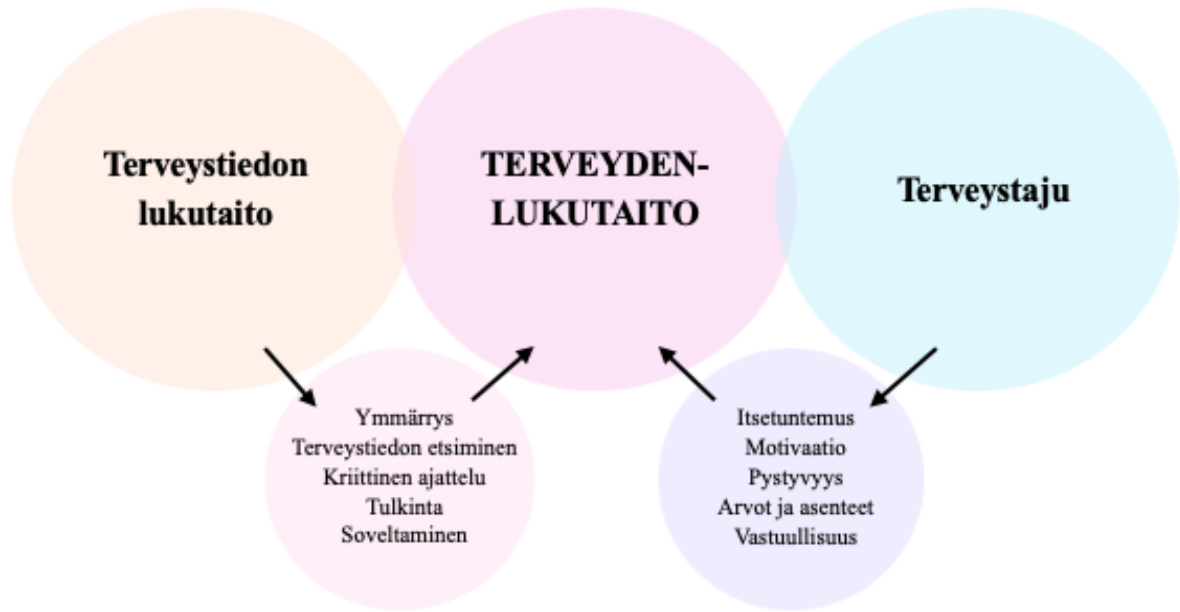 Terveystiedon
lukutaito
TERVEYDEN-
LUKUTAITO
Terveystaju
Ymmärrys
Terveystiedon etsiminen
Kriittinen ajattelu
Tulkinta
Soveltaminen
Itsetuntemus
Motivaatio
Pystyvyys
Arvot ja asenteet
Vastuullisuus